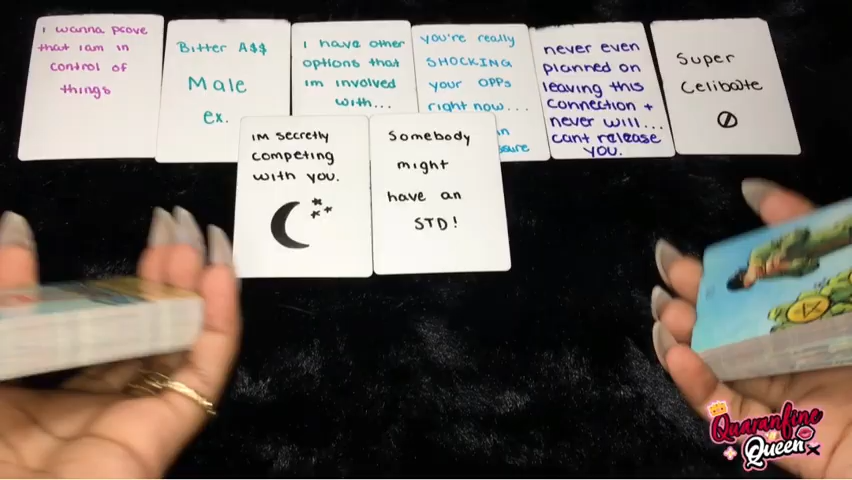 I wanna prove
that I am in
control of
things
Bitter A$$
Male
ex.
I have other
options that
im involved
with...
you're really
SHOCKING
your OPPs
right now...
never even
planned on
leaving this
connection +
never will...
cant release
YOU.
Super
Celibate
IM secretly
competing
with you.
Somebody
might
have an
STD!
Quaranfine
Queen